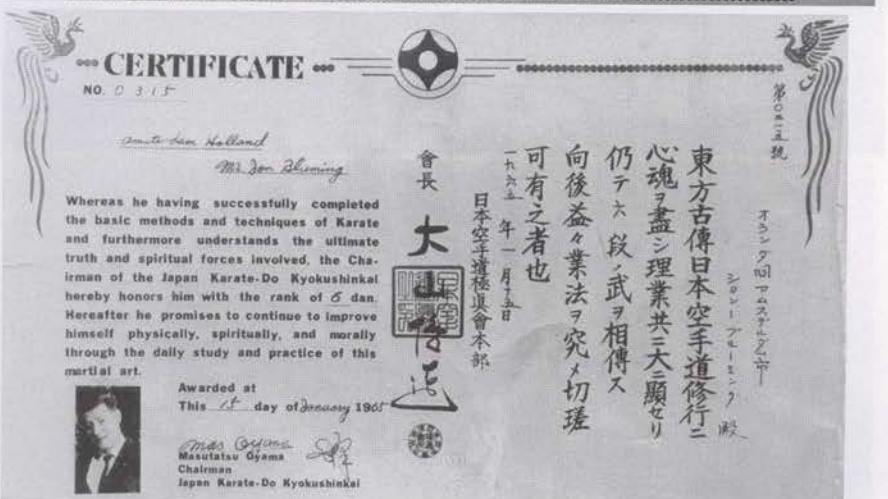 CERTIFICATE
NO. 0315
Holland
Mr Jon Bluming
Whereas he having successfully completed
the basic methods and techniques of Karate
and furthermore understands the ultimate
truth and spiritual forces involved, the Cha-
irman of the Japan Karate-Do Kyokushinkai
hereby honors him with the rank of 6 dan.
Hereafter he promises to continue to improve
himself physically, spiritually, and morally
through the daily study and practice of this
martial art.
Awarded at
This 15 day of January 1965
Mas Oyama
Masutatsu Oyama
Chairman
Japan Karate-Do Kyokushinkai
第〇三一五號
オランダ国アムステルダム市
ジョン ブルーミング 殿
東方古傳日本空手道修行ニ
心魂ヲ盡シ理業共ニ大ニ顯セリ
仍テ六段ノ武ヲ相傳ス
向後益々業法ヲ究メ切瑳
可有之者也
一九六五年一月十五日
日本空手道極眞會本部
會長 大山倍達